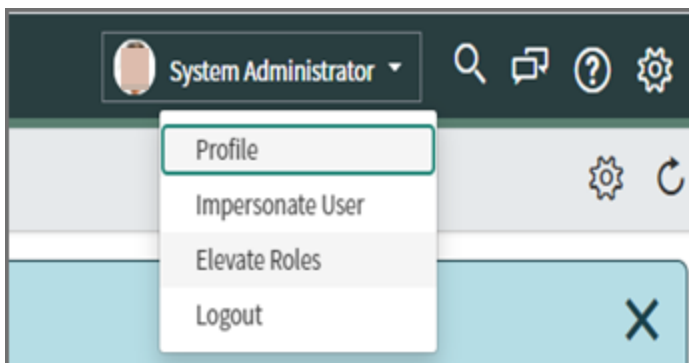 System Administrator
Profile
Impersonate User
Elevate Roles
Logout